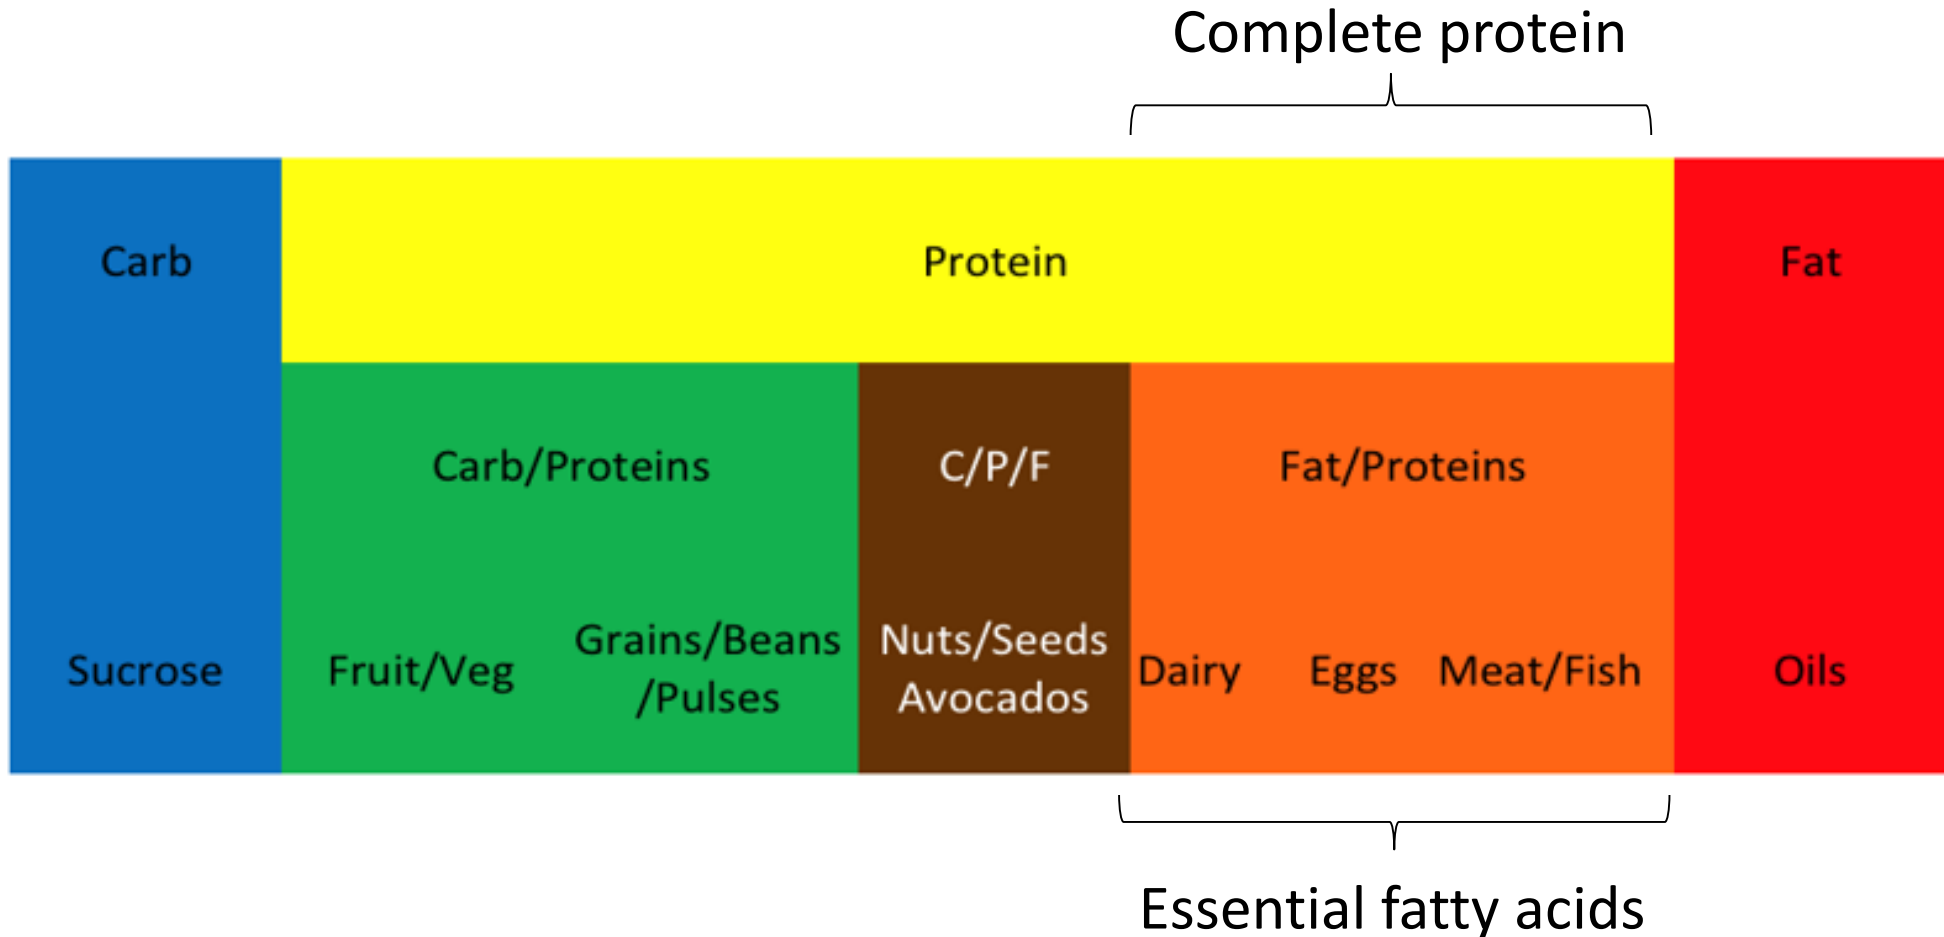 Complete protein
Carb
Protein
Fat
Carb/Proteins
C/P/F
Fat/Proteins
Sucrose
Fruit/Veg
Grains/Beans
/Pulses
Nuts/Seeds
Avocados
Dairy
Eggs
Meat/Fish
Oils
Essential fatty acids